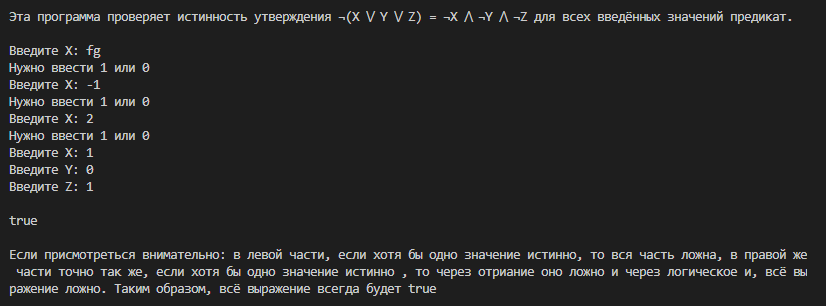 Эта программа проверяет истинность утверждения ¬(X \/ Y \/ Z) = ¬X /\ ¬Y /\ ¬Z для всех введённых значений предикат.
Введите X: fg
Нужно ввести 1 или 0
Введите X: -1
Нужно ввести 1 или 0
Введите X: 2
Нужно ввести 1 или 0
Введите X: 1
Введите Y: 0
Введите Z: 1
true
Если присмотреться внимательно: в левой части, если хотя бы одно значение истинно, то вся часть ложна, в правой же
части точно так же, если хотя бы одно значение истинно , то через отриание оно ложно и через логическое и, всё вы
ражение ложно. Таким образом, всё выражение всегда будет true